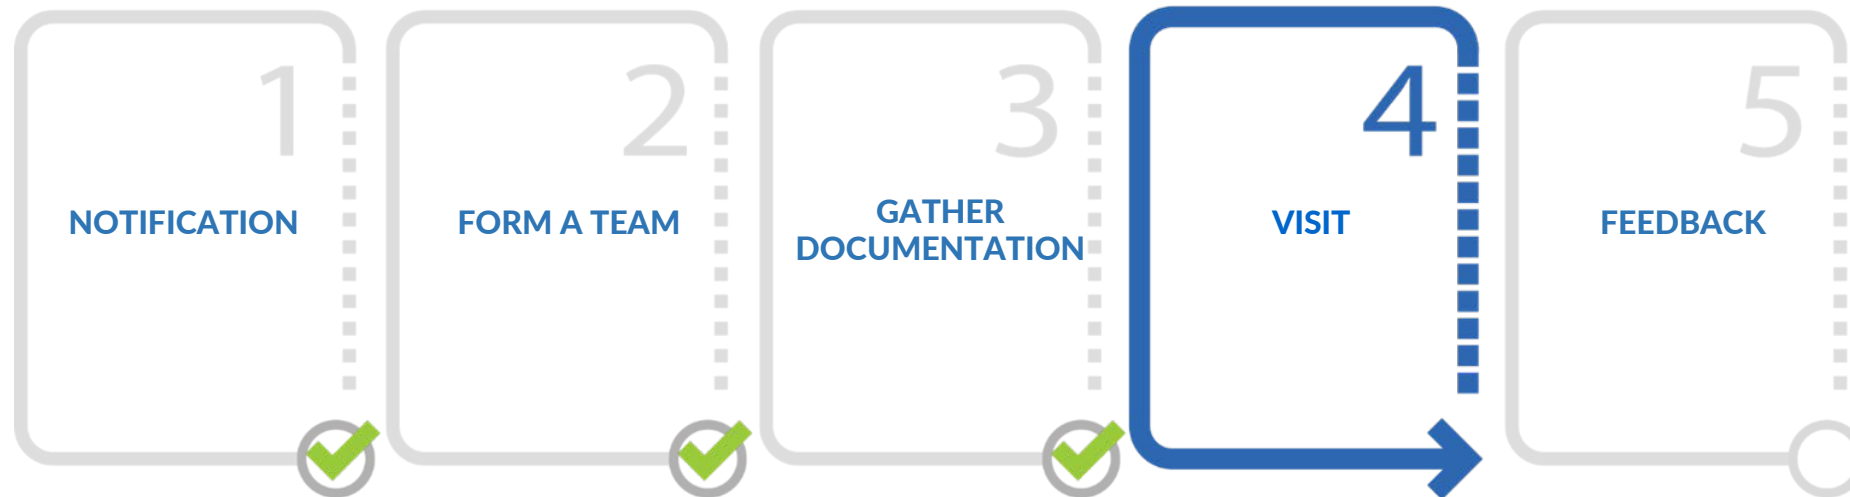 1
NOTIFICATION
2
FORM A TEAM
3
GATHER
DOCUMENTATION
4
VISIT
5
FEEDBACK